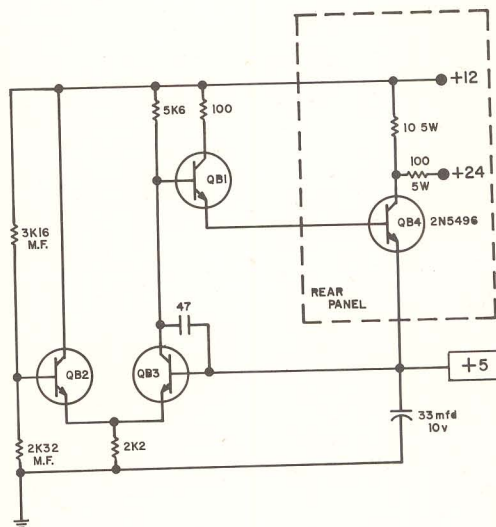 +12
5K6
100
10 5W
100
5W
+24
QB1
QB4
2N5496
3K16
M.F.
REAR
PANEL
47
QB2
QB3
+5
33mfd
10v
2K32
M.F.
2K2